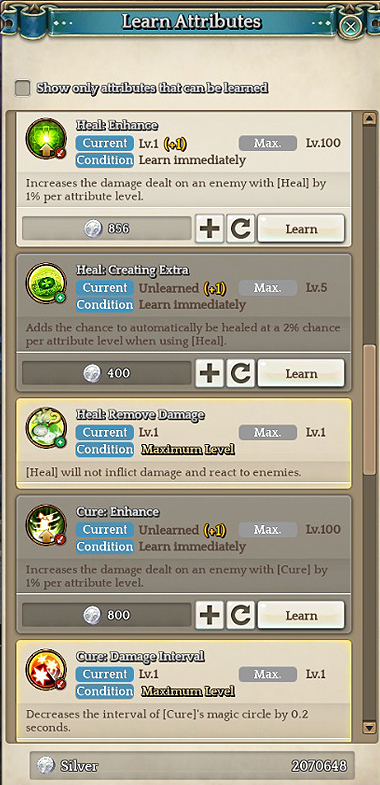 Learn Attributes
Show only attributes that can be learned
Heal: Enhance
Current Lv.1 (+1) Max. Lv.100
Condition Learn immediately
Increases the damage dealt on an enemy with [Heal] by
1% per attribute level.
856 Learn
Heal: Creating Extra
Current Unlearned (+1) Max. Lv.5
Condition Learn immediately
Adds the chance to automatically be healed at a 2% chance
per attribute level when using [Heal].
400 Learn
Heal: Remove Damage
Current Lv.1 Max. Lv.1
Condition Maximum Level
[Heal] will not inflict damage and react to enemies.
Cure: Enhance
Current Unlearned (+1) Max. Lv.100
Condition Learn immediately
Increases the damage dealt on an enemy with [Cure] by
1% per attribute level.
800 Learn
Cure: Damage Interval
Current Lv.1 Max. Lv.1
Condition Maximum Level
Decreases the interval of [Cure]'s magic circle by 0.2
seconds.
Silver 2070648